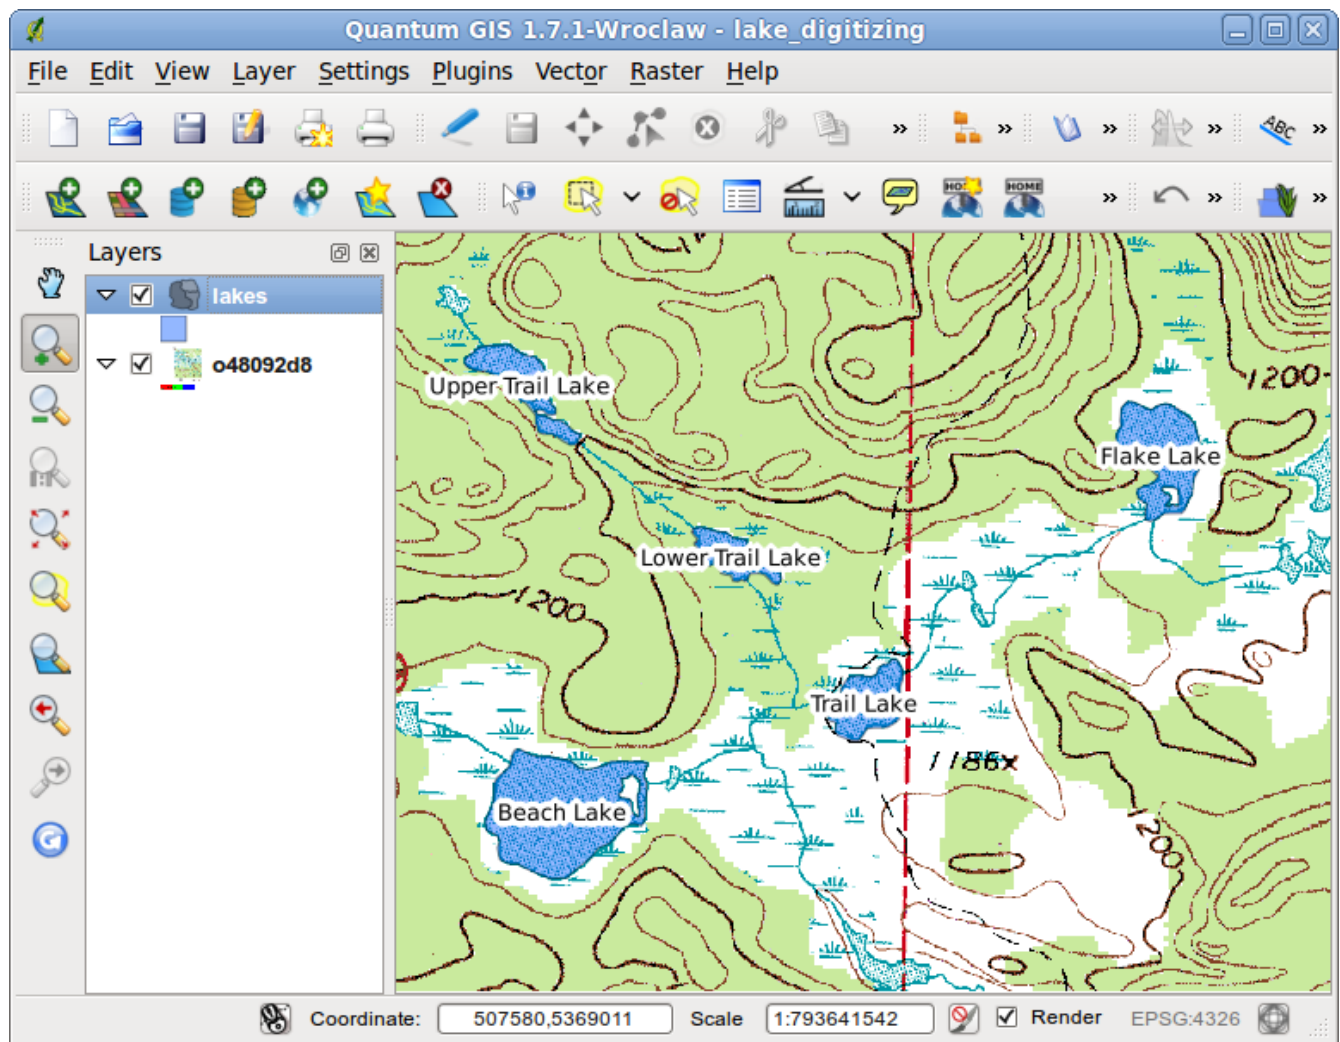 Quantum GIS 1.7.1-Wroclaw - lake_digitizing
File Edit View Layer Settings Plugins Vector Raster Help
» » » » ABC »
HOME » » »
Layers
lakes
o48092d8
1200
Upper Trail Lake
Flake Lake
Lower Trail Lake
1200
Trail Lake
1186x
Beach Lake
1200
Coordinate: 507580,5369011 Scale 1:793641542 Render EPSG:4326